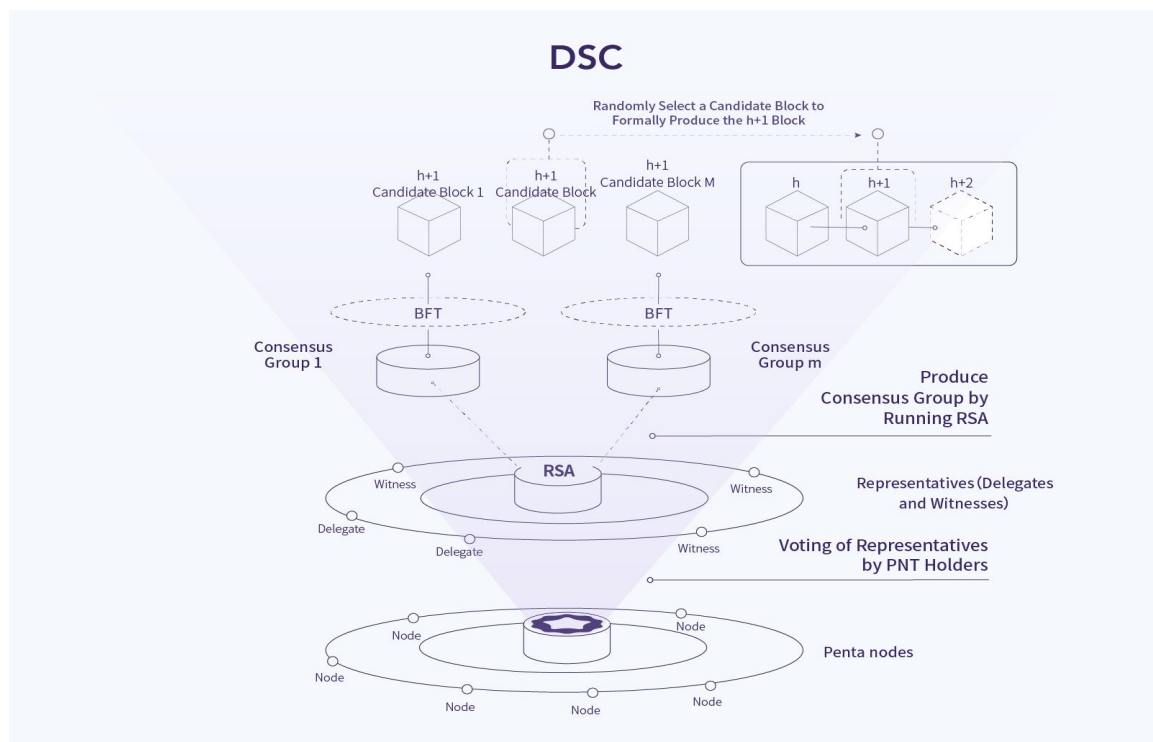 DSC
Randomly Select a Candidate Block to
Formally Produce the h+1 Block
h+1
Candidate Block 1
h+1
Candidate Block
h+1
Candidate Block M
h
h+1
h+2
BFT
BFT
Consensus
Group 1
Consensus
Group m
Produce
Consensus Group by
Running RSA
RSA
Witness
Witness
Delegate
Delegate
Witness
Representatives (Delegates
and Witnesses)
Voting of Representatives
by PNT Holders
Node
Node
Node
Node
Node
Node
Penta nodes